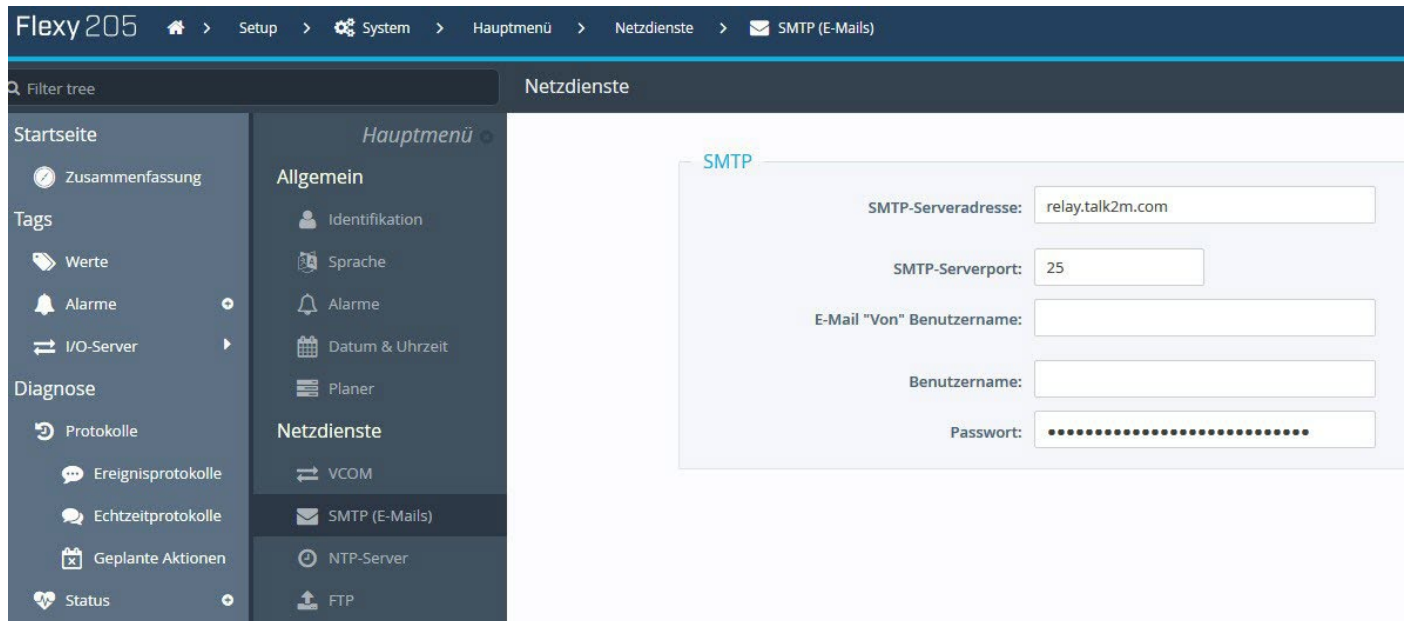 Flexy 205 > Setup > System > Hauptmenü > Netzdienste > SMTP (E-Mails)
Filter tree
Netzdienste
Startseite
Zusammenfassung
Tags
Werte
Alarme
I/O-Server
Diagnose
Protokolle
Ereignisprotokolle
Echtzeitprotokolle
Geplante Aktionen
Status
Hauptmenü
Allgemein
Identifikation
Sprache
Alarme
Datum & Uhrzeit
Planer
Netzdienste
VCOM
SMTP (E-Mails)
NTP-Server
FTP
SMTP
SMTP-Serveradresse: relay.talk2m.com
SMTP-Serverport: 25
E-Mail "Von" Benutzername:
Benutzername:
Passwort: ••••••••••••••••••••••••••••